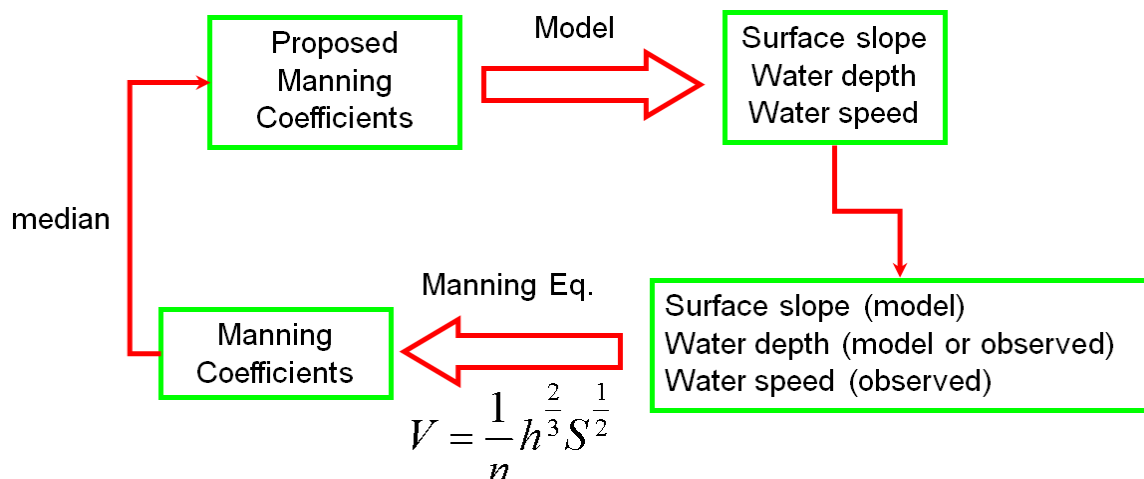 Proposed
Manning
Coefficients
Model
Surface slope
Water depth
Water speed
median
Manning Eq.
Manning
Coefficients
Surface slope (model)
Water depth (model or observed)
Water speed (observed)
V = 1/n h^2/3 S^1/2